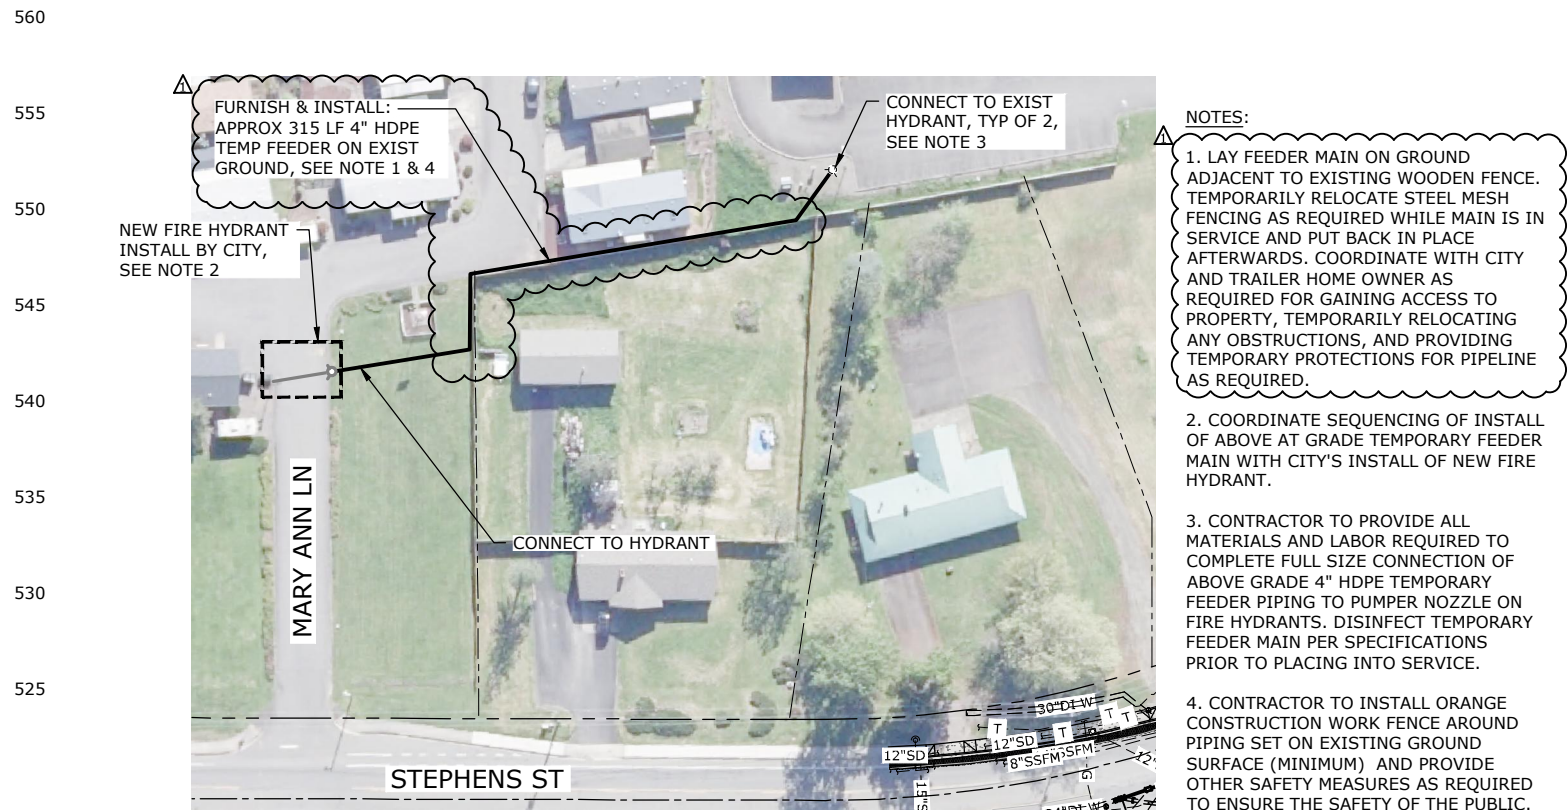 560
555
550
545
540
535
530
525
1
FURNISH & INSTALL:
APPROX 315 LF 4" HDPE
TEMP FEEDER ON EXIST
GROUND, SEE NOTE 1 & 4
CONNECT TO EXIST
HYDRANT, TYP OF 2,
SEE NOTE 3
NEW FIRE HYDRANT
INSTALL BY CITY,
SEE NOTE 2
CONNECT TO HYDRANT
MARY ANN LN
STEPHENS ST
30"DI W
T
T
T
T
12"SD
12"SD
8"SSFM
SFM
G
15"S
NOTES:
1
1. LAY FEEDER MAIN ON GROUND
ADJACENT TO EXISTING WOODEN FENCE.
TEMPORARILY RELOCATE STEEL MESH
FENCING AS REQUIRED WHILE MAIN IS IN
SERVICE AND PUT BACK IN PLACE
AFTERWARDS. COORDINATE WITH CITY
AND TRAILER HOME OWNER AS
REQUIRED FOR GAINING ACCESS TO
PROPERTY, TEMPORARILY RELOCATING
ANY OBSTRUCTIONS, AND PROVIDING
TEMPORARY PROTECTIONS FOR PIPELINE
AS REQUIRED.
2. COORDINATE SEQUENCING OF INSTALL
OF ABOVE AT GRADE TEMPORARY FEEDER
MAIN WITH CITY'S INSTALL OF NEW FIRE
HYDRANT.
3. CONTRACTOR TO PROVIDE ALL
MATERIALS AND LABOR REQUIRED TO
COMPLETE FULL SIZE CONNECTION OF
ABOVE GRADE 4" HDPE TEMPORARY
FEEDER PIPING TO PUMPER NOZZLE ON
FIRE HYDRANTS. DISINFECT TEMPORARY
FEEDER MAIN PER SPECIFICATIONS
PRIOR TO PLACING INTO SERVICE.
4. CONTRACTOR TO INSTALL ORANGE
CONSTRUCTION WORK FENCE AROUND
PIPING SET ON EXISTING GROUND
SURFACE (MINIMUM) AND PROVIDE
OTHER SAFETY MEASURES AS REQUIRED
TO ENSURE THE SAFETY OF THE PUBLIC.